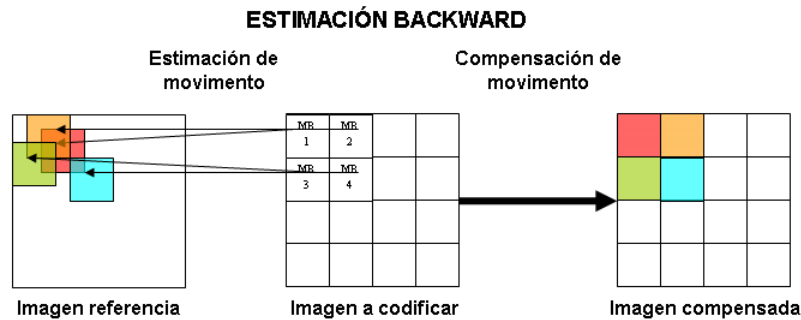 ESTIMACIÓN BACKWARD
Estimación de
movimento
Compensación de
movimento
MB
1
MB
2
MB
3
MB
4
Imagen referencia
Imagen a codificar
Imagen compensada